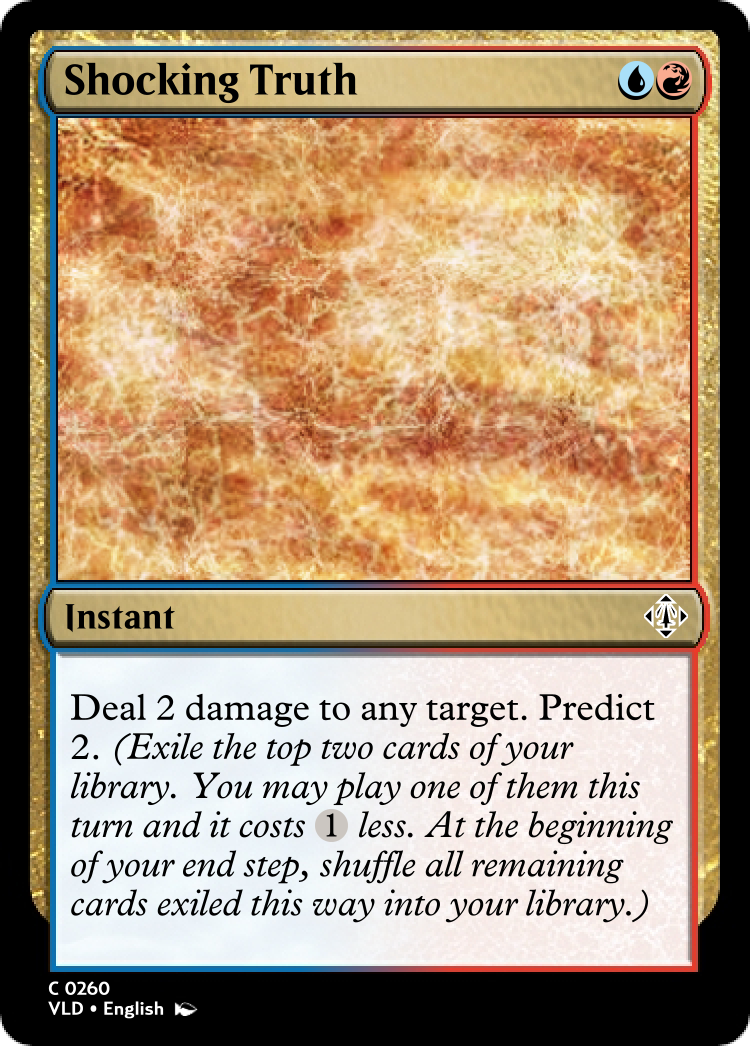 Shocking Truth
Instant
Deal 2 damage to any target. Predict
2. (Exile the top two cards of your
library. You may play one of them this
turn and it costs 1 less. At the beginning
of your end step, shuffle all remaining
cards exiled this way into your library.)
C 0260
VLD • English